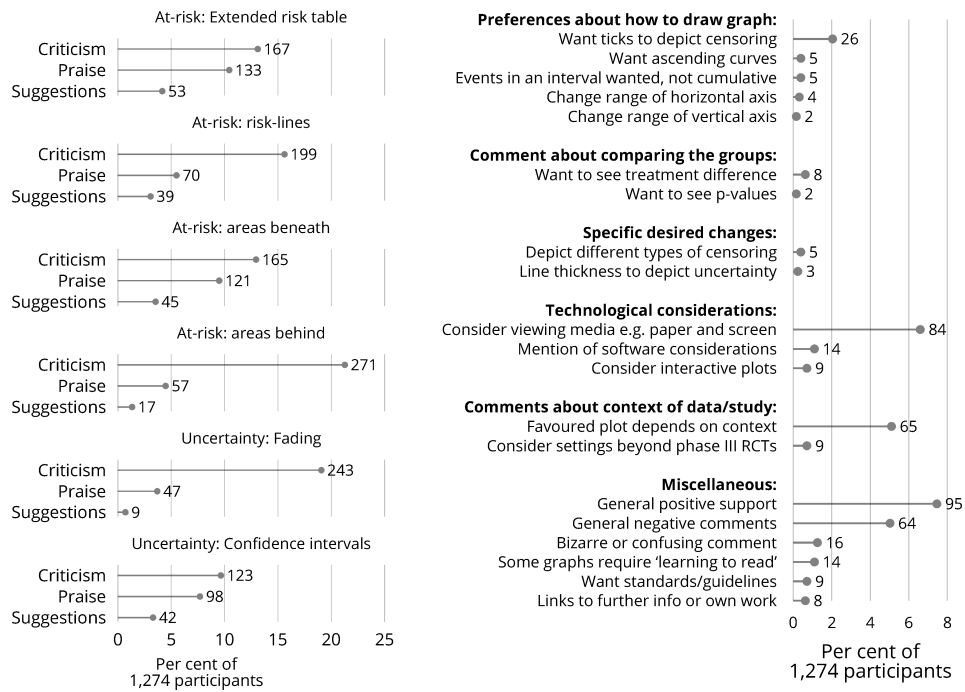 At-risk: Extended risk table
Criticism 167
Praise 133
Suggestions 53
At-risk: risk-lines
Criticism 199
Praise 70
Suggestions 39
At-risk: areas beneath
Criticism 165
Praise 121
Suggestions 45
At-risk: areas behind
Criticism 271
Praise 57
Suggestions 17
Uncertainty: Fading
Criticism 243
Praise 47
Suggestions 9
Uncertainty: Confidence intervals
Criticism 123
Praise 98
Suggestions 42
0 5 10 15 20 25
Per cent of
1,274 participants
Preferences about how to draw graph:
Want ticks to depict censoring 26
Want ascending curves 5
Events in an interval wanted, not cumulative 5
Change range of horizontal axis 4
Change range of vertical axis 2
Comment about comparing the groups:
Want to see treatment difference 8
Want to see p-values 2
Specific desired changes:
Depict different types of censoring 5
Line thickness to depict uncertainty 3
Technological considerations:
Consider viewing media e.g. paper and screen 84
Mention of software considerations 14
Consider interactive plots 9
Comments about context of data/study:
Favoured plot depends on context 65
Consider settings beyond phase III RCTs 9
Miscellaneous:
General positive support 95
General negative comments 64
Bizarre or confusing comment 16
Some graphs require ‘learning to read’ 14
Want standards/guidelines 9
Links to further info or own work 8
0 2 4 6 8
Per cent of
1,274 participants